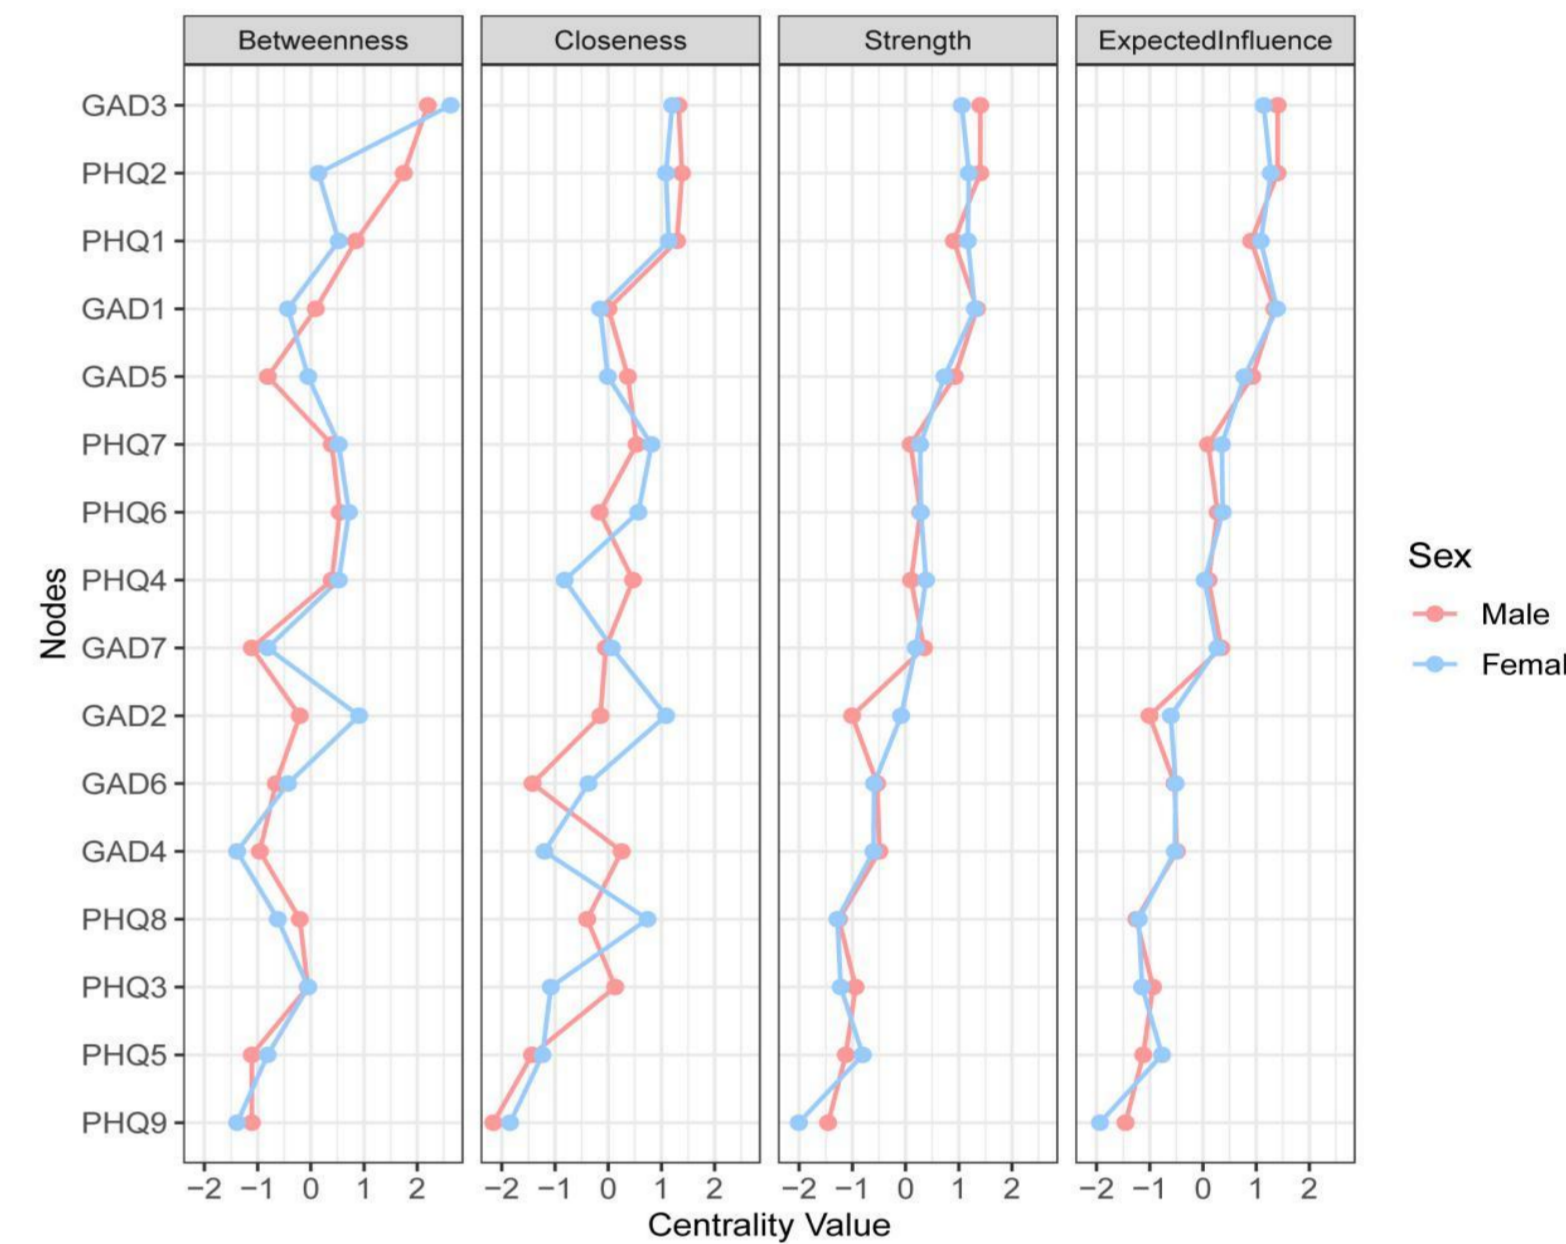 Betweenness Closeness Strength ExpectedInfluence
GAD3
PHQ2
PHQ1
GAD1
GAD5
PHQ7
PHQ6
PHQ4
GAD7
GAD2
GAD6
GAD4
PHQ8
PHQ3
PHQ5
PHQ9
Nodes
−2 −1 0 1 2 −2 −1 0 1 2 −2 −1 0 1 2 −2 −1 0 1 2
Centrality Value
Sex
Male
Femal